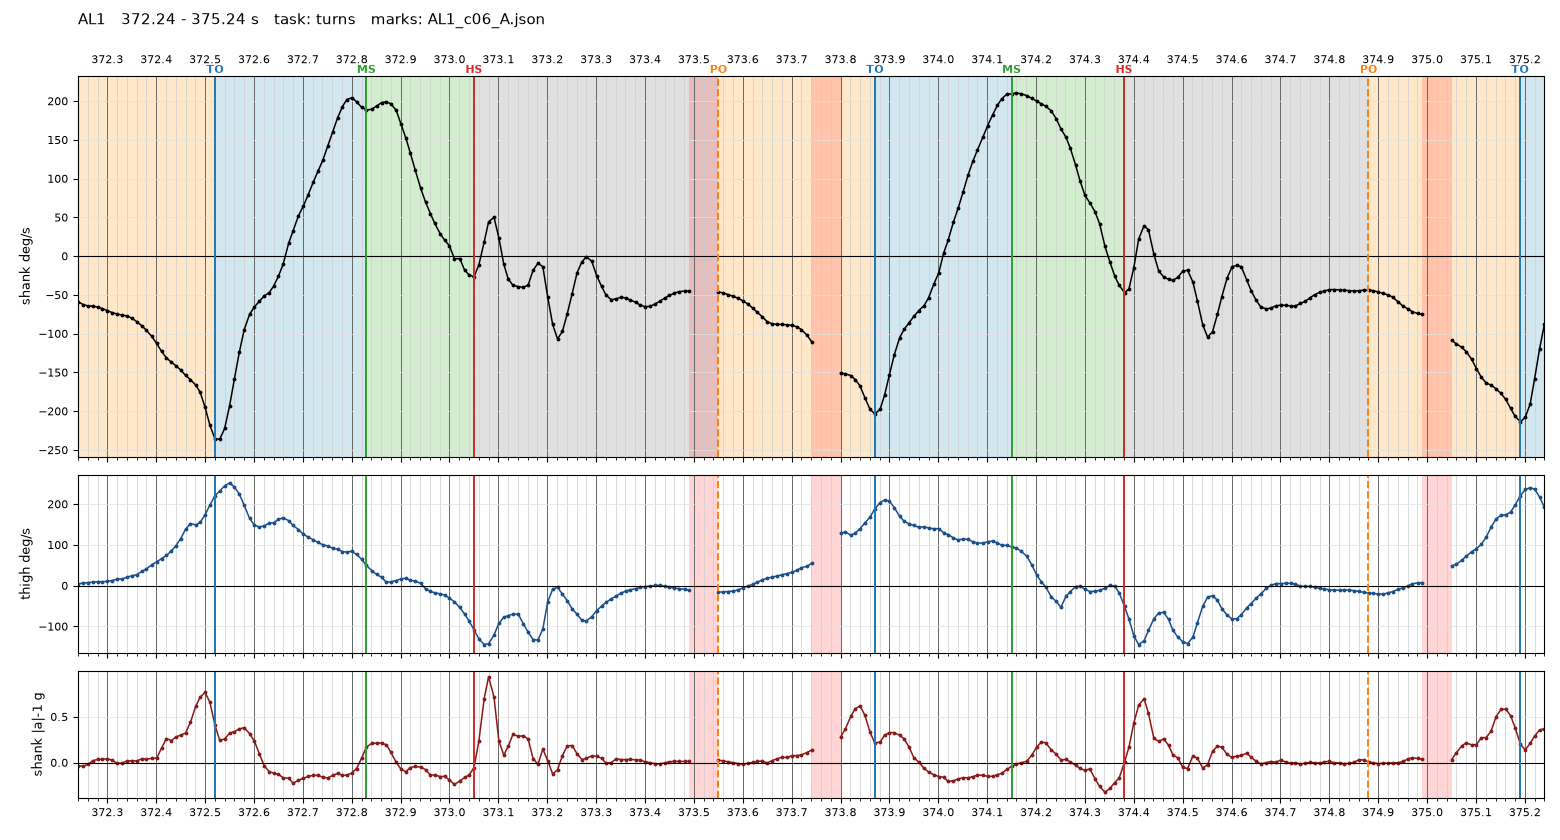 AL1   372.24 - 375.24 s   task: turns   marks: AL1_c06_A.json
372.3 372.4 372.5 372.6 372.7 372.8 372.9 373.0 373.1 373.2 373.3 373.4 373.5 373.6 373.7 373.8 373.9 374.0 374.1 374.2 374.3 374.4 374.5 374.6 374.7 374.8 374.9 375.0 375.1 375.2
TO MS HS PO TO MS HS PO TO
shank deg/s
200
150
100
50
0
−50
−100
−150
−200
−250
thigh deg/s
200
100
0
−100
shank |a|-1 g
0.5
0.0
372.3 372.4 372.5 372.6 372.7 372.8 372.9 373.0 373.1 373.2 373.3 373.4 373.5 373.6 373.7 373.8 373.9 374.0 374.1 374.2 374.3 374.4 374.5 374.6 374.7 374.8 374.9 375.0 375.1 375.2